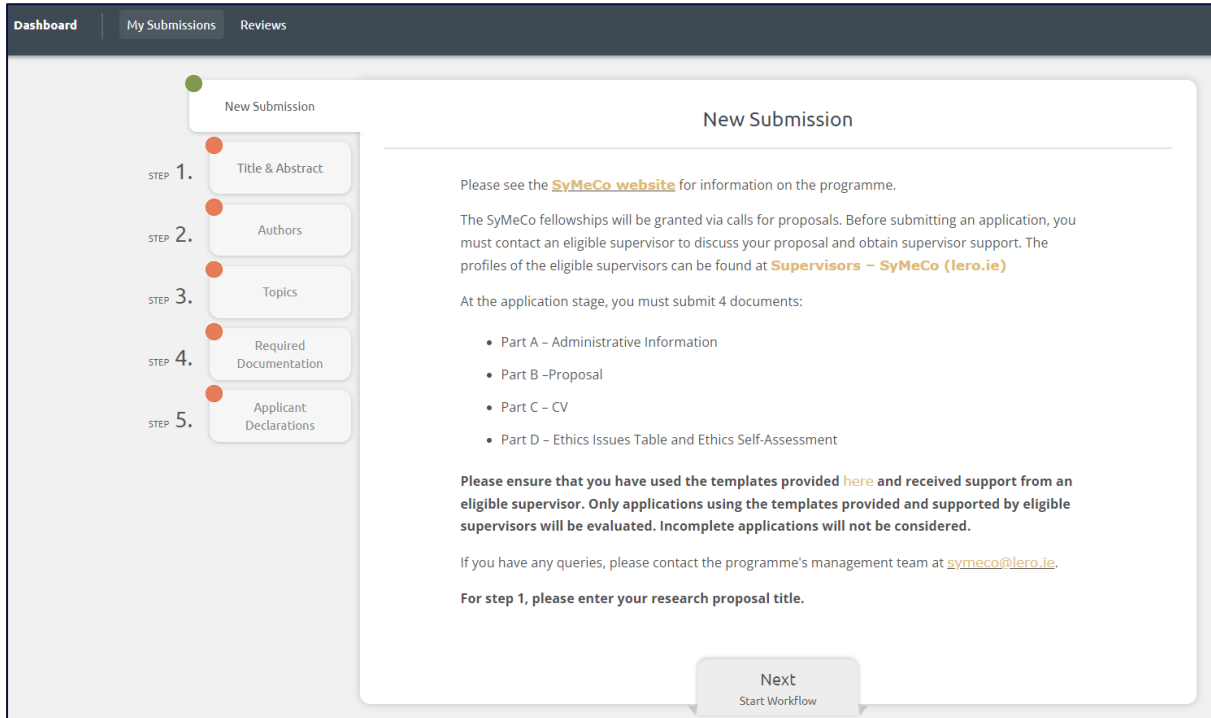 Dashboard
My Submissions
Reviews
New Submission
STEP 1.
Title & Abstract
STEP 2.
Authors
STEP 3.
Topics
STEP 4.
Required
Documentation
STEP 5.
Applicant
Declarations
New Submission
Please see the SyMeCo website for information on the programme.
The SyMeCo fellowships will be granted via calls for proposals. Before submitting an application, you
must contact an eligible supervisor to discuss your proposal and obtain supervisor support. The
profiles of the eligible supervisors can be found at Supervisors – SyMeCo (lero.ie)
At the application stage, you must submit 4 documents:
• Part A – Administrative Information
• Part B –Proposal
• Part C – CV
• Part D – Ethics Issues Table and Ethics Self-Assessment
Please ensure that you have used the templates provided here and received support from an
eligible supervisor. Only applications using the templates provided and supported by eligible
supervisors will be evaluated. Incomplete applications will not be considered.
If you have any queries, please contact the programme's management team at symeco@lero.ie.
For step 1, please enter your research proposal title.
Next
Start Workflow